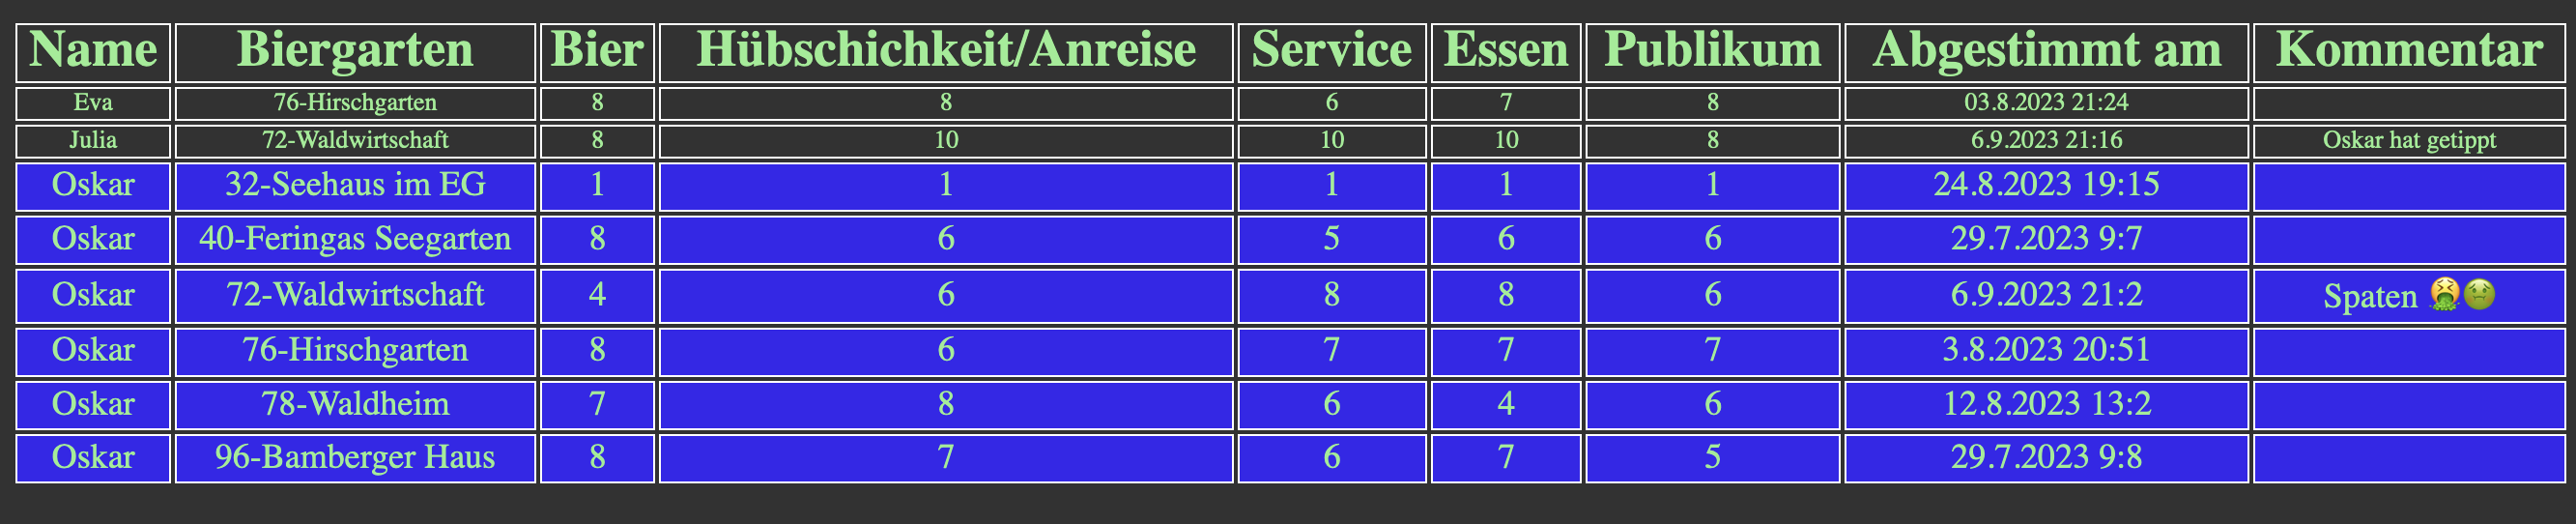 Name Biergarten Bier Hübschichkeit/Anreise Service Essen Publikum Abgestimmt am Kommentar
Eva 76-Hirschgarten 8 8 6 7 8 03.8.2023 21:24
Julia 72-Waldwirtschaft 8 10 10 10 8 6.9.2023 21:16 Oskar hat getippt
Oskar 32-Seehaus im EG 1 1 1 1 1 24.8.2023 19:15
Oskar 40-Feringas Seegarten 8 6 5 6 6 29.7.2023 9:7
Oskar 72-Waldwirtschaft 4 6 8 8 6 6.9.2023 21:2 Spaten 🤮🤢
Oskar 76-Hirschgarten 8 6 7 7 7 3.8.2023 20:51
Oskar 78-Waldheim 7 8 6 4 6 12.8.2023 13:2
Oskar 96-Bamberger Haus 8 7 6 7 5 29.7.2023 9:8